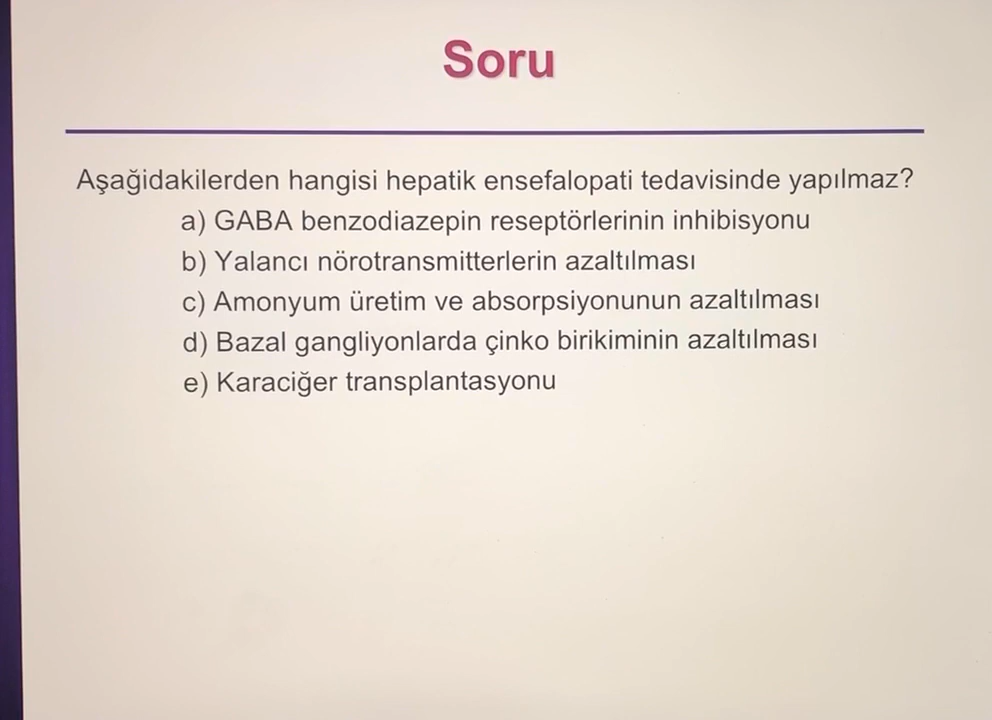 Soru
Aşağidakilerden hangisi hepatik ensefalopati tedavisinde yapılmaz?
a) GABA benzodiazepin reseptörlerinin inhibisyonu
b) Yalancı nörotransmitterlerin azaltılması
c) Amonyum üretim ve absorpsiyonunun azaltılması
d) Bazal gangliyonlarda çinko birikiminin azaltılması
e) Karaciğer transplantasyonu